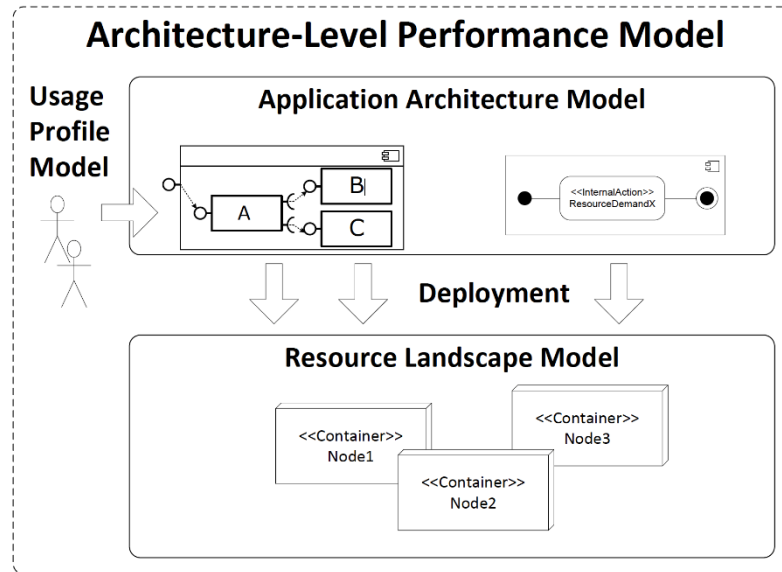 Architecture-Level Performance Model
Usage
Profile
Model
Application Architecture Model
A
B
C
<<InternalAction>>
ResourceDemandX
Deployment
Resource Landscape Model
<<Container>>
Node1
<<Container>>
Node2
<<Container>>
Node3